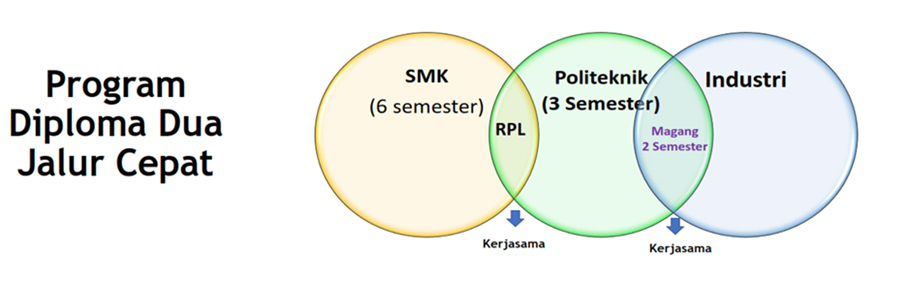 Program
Diploma Dua
Jalur Cepat
SMK
(6 semester)
RPL
Politeknik
(3 Semester)
Magang
2 Semester
Industri
Kerjasama
Kerjasama